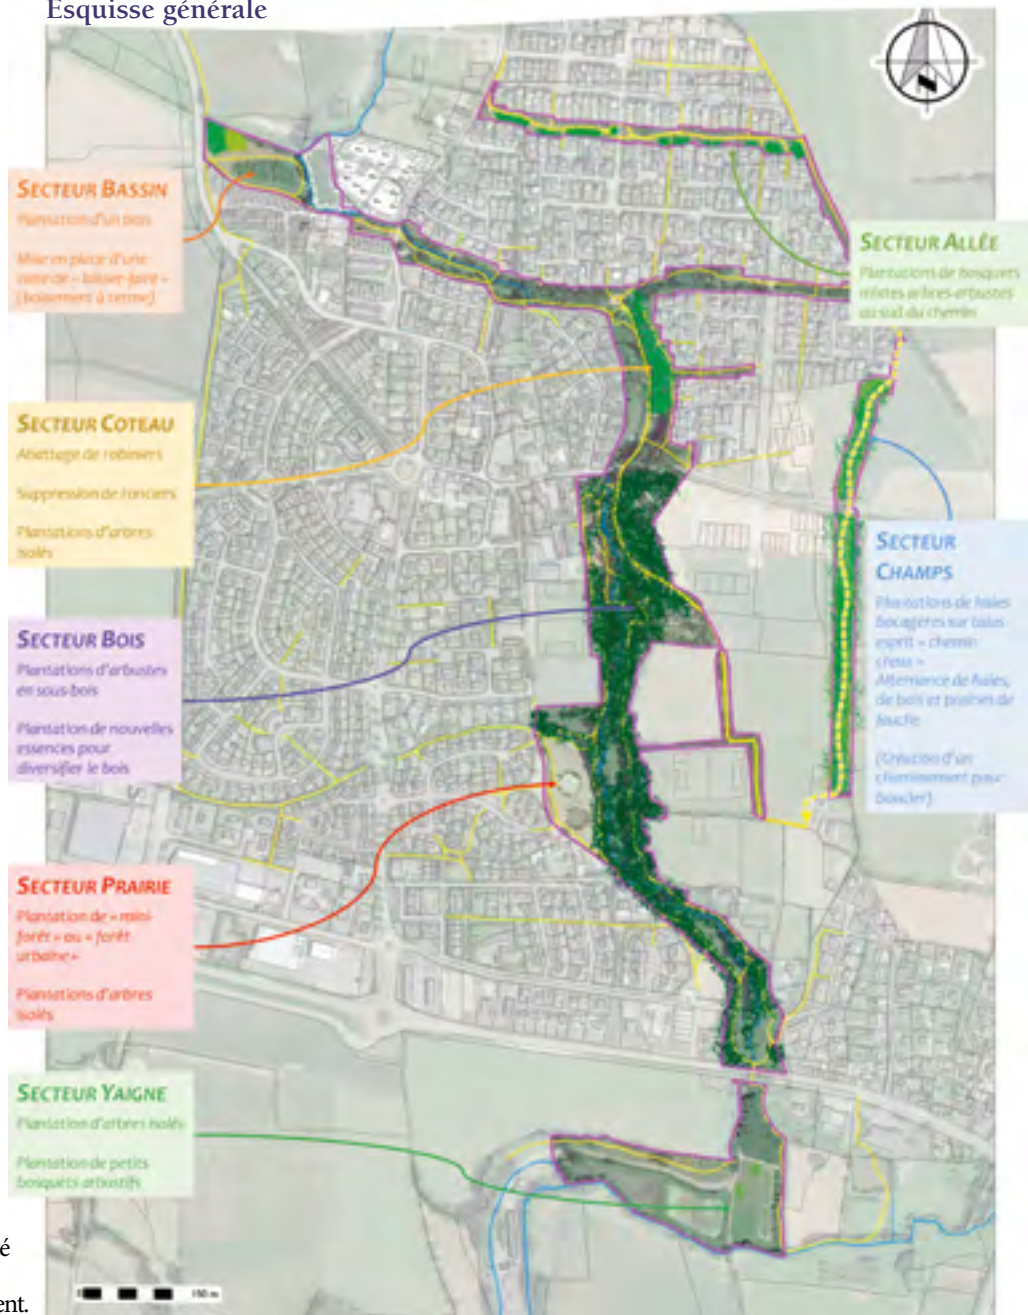 Esquisse générale
SECTEUR BASSIN
Plantation d'un bois
Mise en place d'une
zone de « laisser-faire »
(boisement à terme)
SECTEUR ALLÉE
Plantations de bosquets
mixtes arbres-arbustes
au sud du chemin
SECTEUR COTEAU
Abattage de robiniers
Suppression de ronciers
Plantations d'arbres
isolés
SECTEUR
CHAMPS
Plantations de haies
bocagères sur talus
esprit « chemin
creux »
Alternance de haies,
de bois et prairies de
fauche
(Création d'un
cheminement pour
boucler)
SECTEUR BOIS
Plantations d'arbustes
en sous-bois
Plantation de nouvelles
essences pour
diversifier le bois
SECTEUR PRAIRIE
Plantation de « mini-
forêt » ou « forêt
urbaine »
Plantations d'arbres
isolés
SECTEUR YAIGNE
Plantation d'arbres isolés
Plantation de petits
bosquets arbustifs
é
ent.
150 m